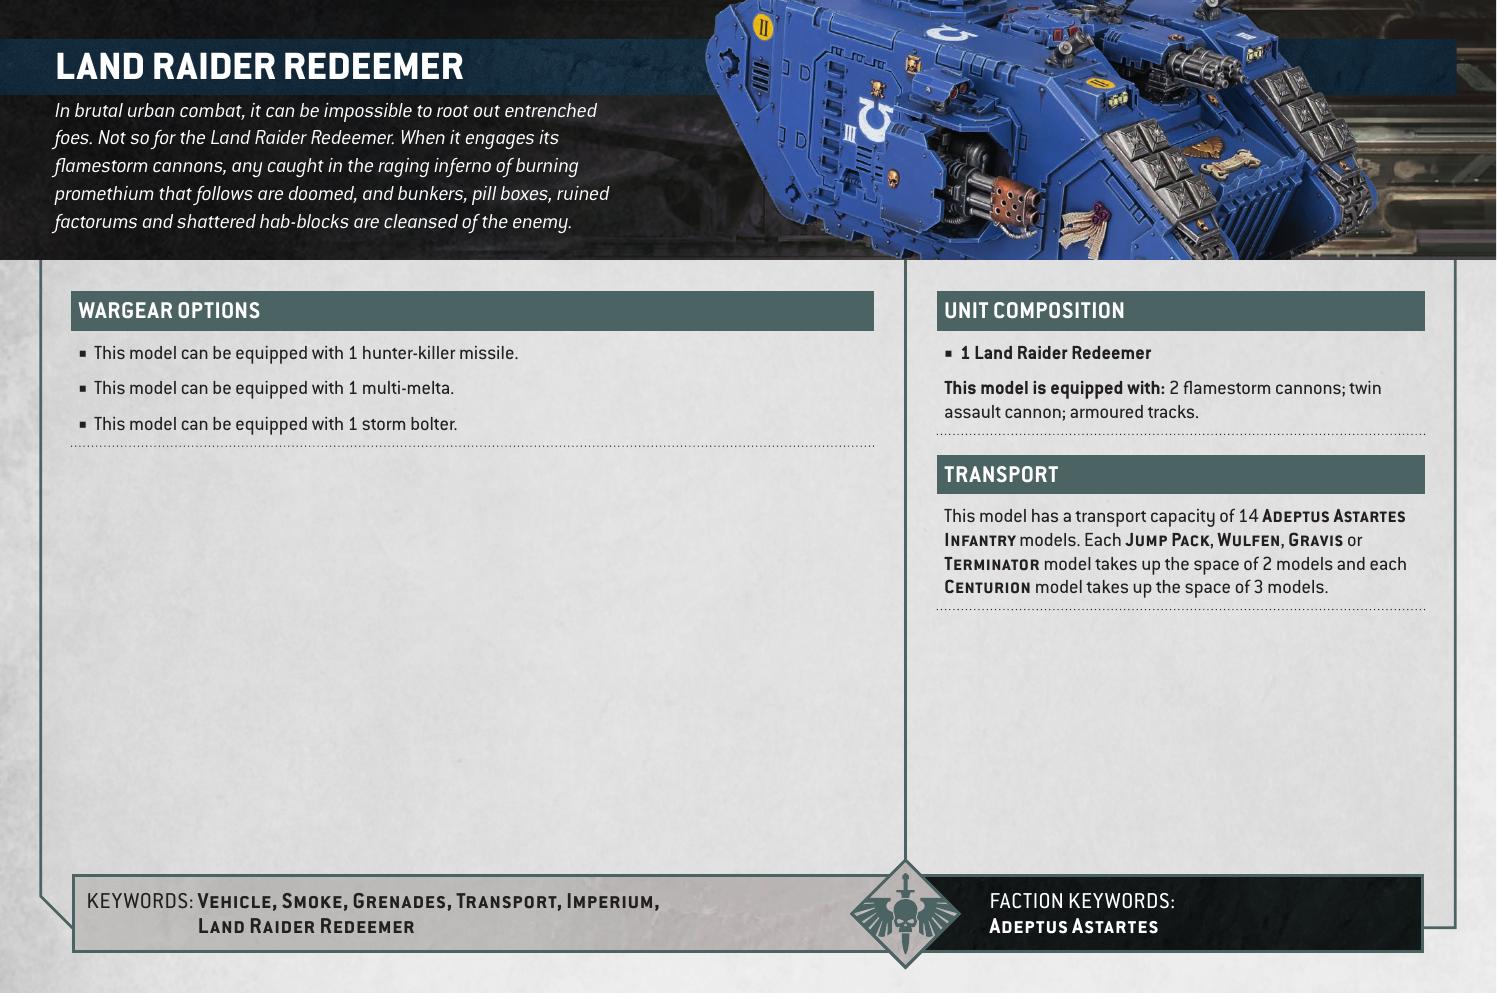 LAND RAIDER REDEEMER
In brutal urban combat, it can be impossible to root out entrenched
foes. Not so for the Land Raider Redeemer. When it engages its
flamestorm cannons, any caught in the raging inferno of burning
promethium that follows are doomed, and bunkers, pill boxes, ruined
factorums and shattered hab-blocks are cleansed of the enemy.
II
III
WARGEAR OPTIONS
▪ This model can be equipped with 1 hunter-killer missile.
▪ This model can be equipped with 1 multi-melta.
▪ This model can be equipped with 1 storm bolter.
UNIT COMPOSITION
▪ 1 Land Raider Redeemer
This model is equipped with: 2 flamestorm cannons; twin
assault cannon; armoured tracks.
TRANSPORT
This model has a transport capacity of 14 ADEPTUS ASTARTES
INFANTRY models. Each JUMP PACK, WULFEN, GRAVIS or
TERMINATOR model takes up the space of 2 models and each
CENTURION model takes up the space of 3 models.
KEYWORDS: VEHICLE, SMOKE, GRENADES, TRANSPORT, IMPERIUM,
LAND RAIDER REDEEMER
FACTION KEYWORDS:
ADEPTUS ASTARTES